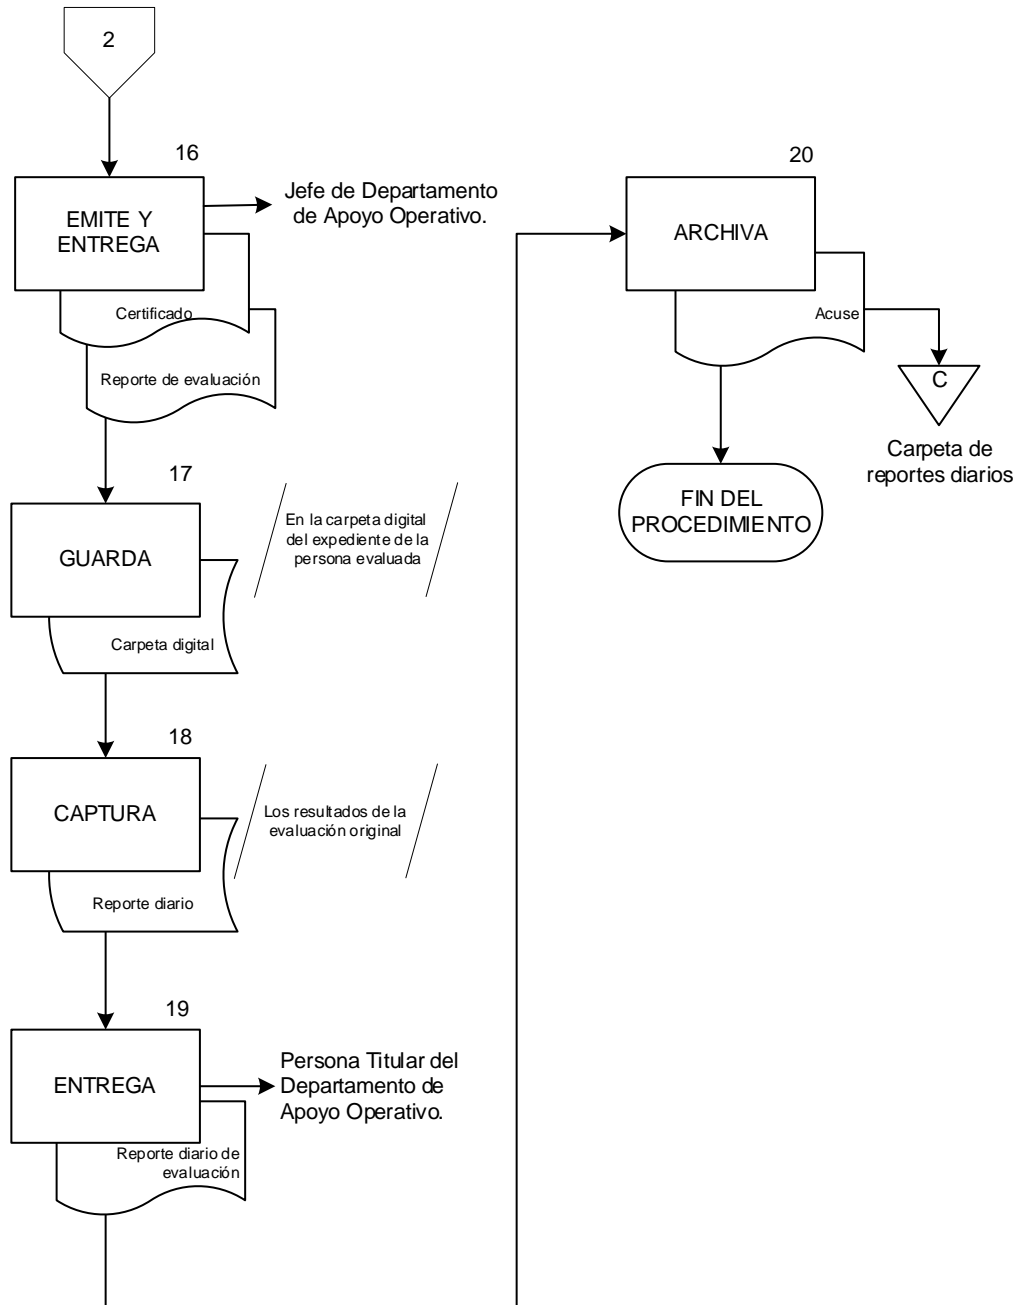 2
16
EMITE Y
ENTREGA
Jefe de Departamento
de Apoyo Operativo.
Certificado
Reporte de evaluación
17
GUARDA
En la carpeta digital
del expediente de la
persona evaluada
Carpeta digital
18
CAPTURA
Los resultados de la
evaluación original
Reporte diario
19
ENTREGA
Persona Titular del
Departamento de
Apoyo Operativo.
Reporte diario de
evaluación
20
ARCHIVA
Acuse
C
Carpeta de
reportes diarios
FIN DEL
PROCEDIMIENTO